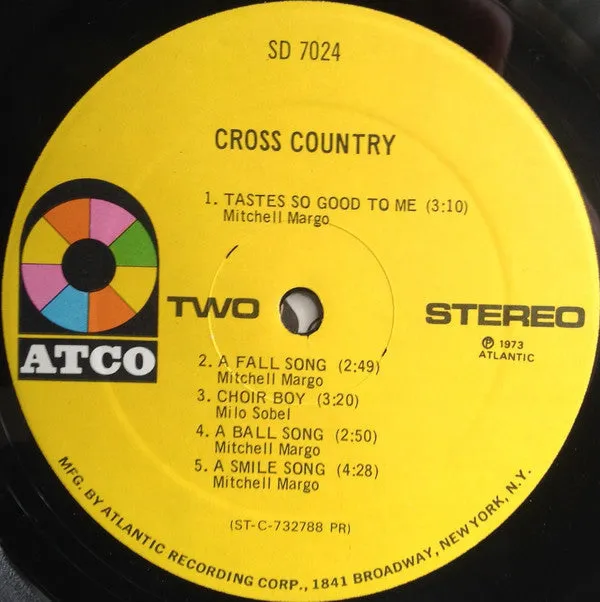 SD 7024
CROSS COUNTRY
1. TASTES SO GOOD TO ME (3:10)
Mitchell Margo
TWO
STEREO
ATCO
℗ 1973
ATLANTIC
2. A FALL SONG (2:49)
Mitchell Margo
3. CHOIR BOY (3:20)
Milo Sobel
4. A BALL SONG (2:50)
Mitchell Margo
5. A SMILE SONG (4:28)
Mitchell Margo
(ST-C-732788 PR)
MFG. BY ATLANTIC RECORDING CORP., 1841 BROADWAY, NEW YORK, N.Y.